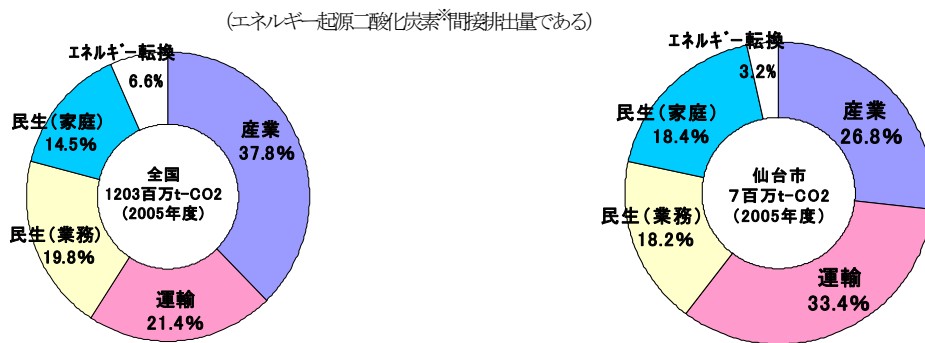 (エネルギー起源二酸化炭素※間接排出量である)
エネルギー転換
6.6%
民生(家庭)
14.5%
産業
37.8%
全国
1203百万t-CO2
(2005年度)
民生(業務)
19.8%
運輸
21.4%
エネルギー転換
3.2%
民生(家庭)
18.4%
産業
26.8%
仙台市
7百万t-CO2
(2005年度)
民生(業務)
18.2%
運輸
33.4%